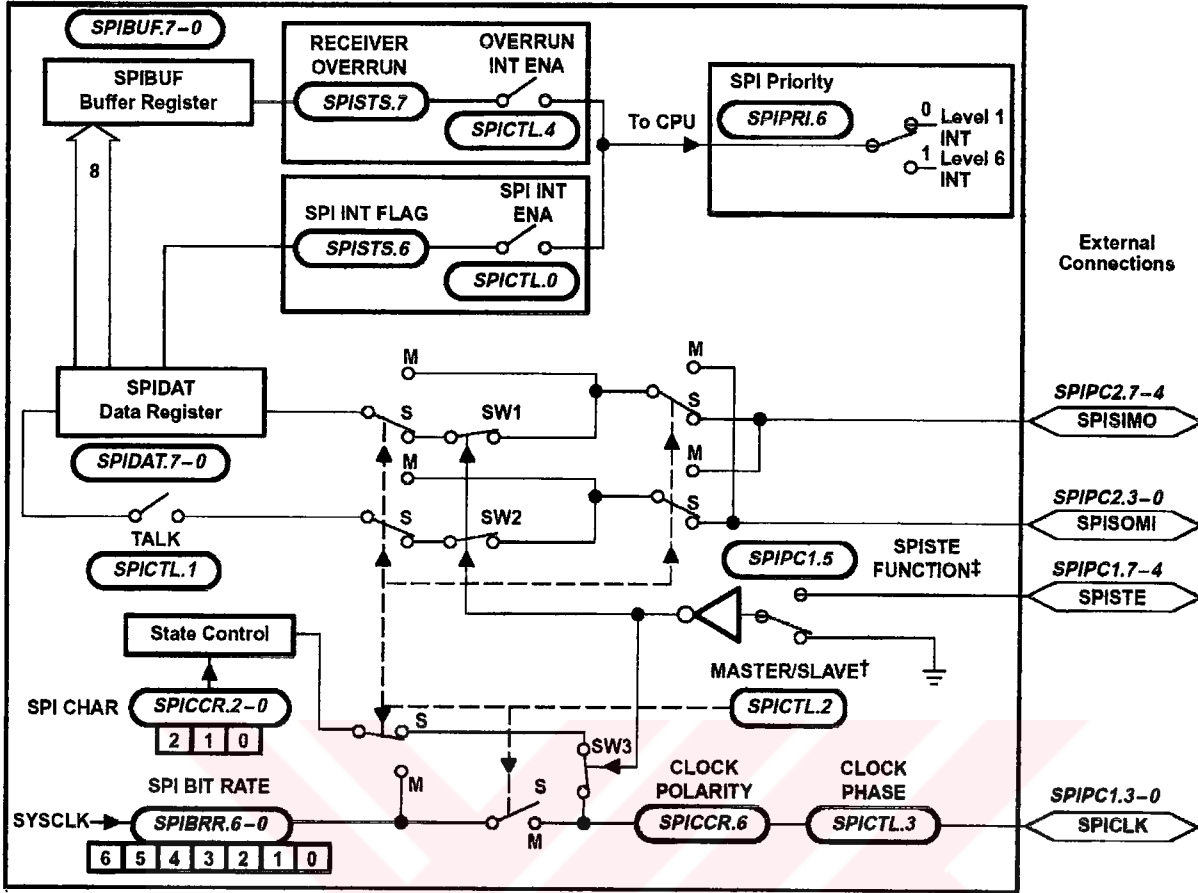 SPIBUF.7–0
SPIBUF
Buffer Register
8
RECEIVER
OVERRUN
SPISTS.7
OVERRUN
INT ENA
SPICTL.4
SPI INT FLAG
SPISTS.6
SPI INT
ENA
SPICTL.0
To CPU
SPI Priority
SPIPRI.6
0
Level 1
INT
1
Level 6
INT
External
Connections
SPIDAT
Data Register
SPIDAT.7–0
M
S
SW1
M
S
M
S
SW2
M
S
TALK
SPICTL.1
SPIPC2.7–4
SPISIMO
SPIPC2.3–0
SPISOMI
SPIPC1.5
SPISTE
FUNCTION‡
SPIPC1.7–4
SPISTE
State Control
SPI CHAR
SPICCR.2–0
2 1 0
MASTER/SLAVE†
SPICTL.2
S
SW3
M
S
M
SPI BIT RATE
SYSCLK
SPIBRR.6–0
6 5 4 3 2 1 0
CLOCK
POLARITY
SPICCR.6
CLOCK
PHASE
SPICTL.3
SPIPC1.3–0
SPICLK